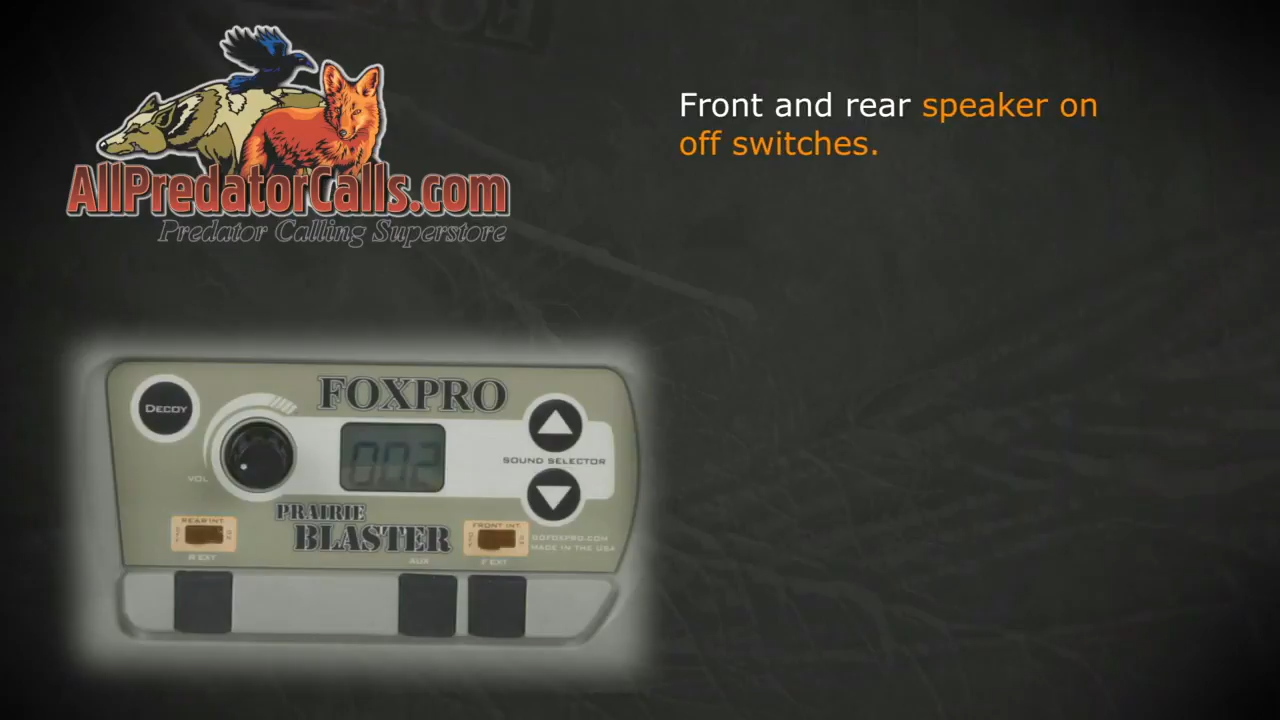 Front and rear speaker on
off switches.
AllPredatorCalls.com
Predator Calling Superstore
FOXPRO
DECOY
002
SOUND SELECTOR
VOL
PRAIRIE
BLASTER
REAR INT.
FRONT INT.
GOFOXPRO.COM
MADE IN THE USA
R EXT
AUX
F EXT